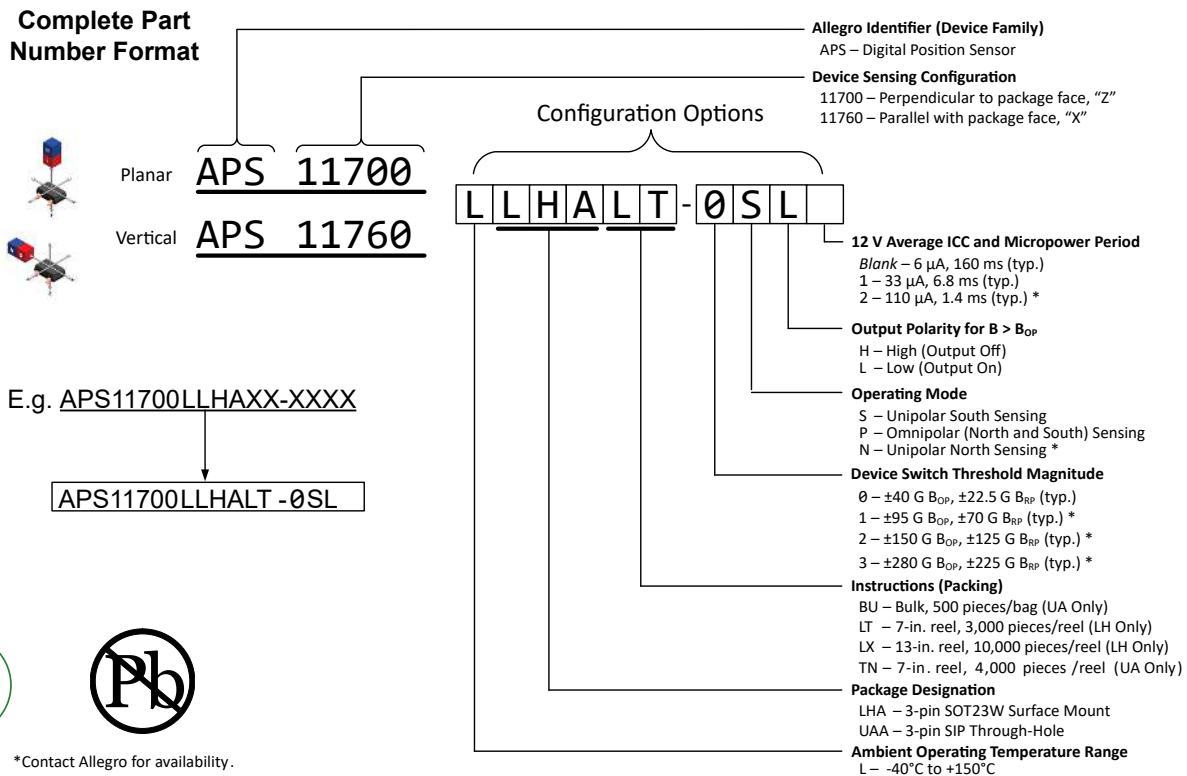 Complete Part
Number Format
Allegro Identifier (Device Family)
APS – Digital Position Sensor
Device Sensing Configuration
11700 – Perpendicular to package face, “Z”
11760 – Parallel with package face, “X”
Configuration Options
Planar APS 11700
Vertical APS 11760
L L H A L T - 0 S L
12 V Average ICC and Micropower Period
Blank – 6 µA, 160 ms (typ.)
1 – 33 µA, 6.8 ms (typ.)
2 – 110 µA, 1.4 ms (typ.) *
Output Polarity for B > BOP
H – High (Output Off)
L – Low (Output On)
Operating Mode
S – Unipolar South Sensing
P – Omnipolar (North and South) Sensing
N – Unipolar North Sensing *
Device Switch Threshold Magnitude
0 – ±40 G BOP, ±22.5 G BRP (typ.)
1 – ±95 G BOP, ±70 G BRP (typ.) *
2 – ±150 G BOP, ±125 G BRP (typ.) *
3 – ±280 G BOP, ±225 G BRP (typ.) *
Instructions (Packing)
BU – Bulk, 500 pieces/bag (UA Only)
LT – 7-in. reel, 3,000 pieces/reel (LH Only)
LX – 13-in. reel, 10,000 pieces/reel (LH Only)
TN – 7-in. reel, 4,000 pieces /reel (UA Only)
Package Designation
LHA – 3-pin SOT23W Surface Mount
UAA – 3-pin SIP Through-Hole
Ambient Operating Temperature Range
L – -40°C to +150°C
E.g. APS11700LLHAXX-XXXX
APS11700LLHALT -0SL
Pb
*Contact Allegro for availability.